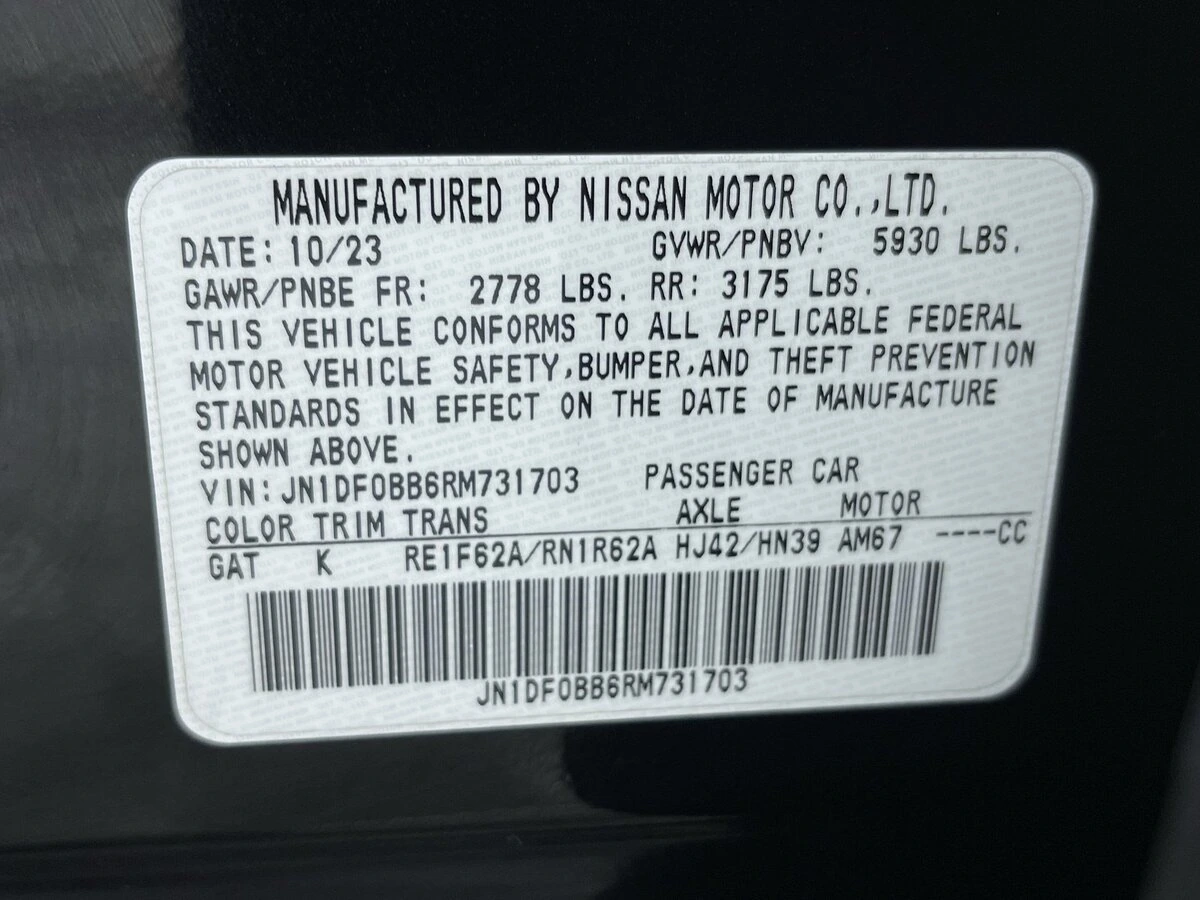 MANUFACTURED BY NISSAN MOTOR CO.,LTD.
DATE: 10/23 GVWR/PNBV: 5930 LBS.
GAWR/PNBE FR: 2778 LBS. RR: 3175 LBS.
THIS VEHICLE CONFORMS TO ALL APPLICABLE FEDERAL
MOTOR VEHICLE SAFETY,BUMPER,AND THEFT PREVENTION
STANDARDS IN EFFECT ON THE DATE OF MANUFACTURE
SHOWN ABOVE.
VIN: JN1DF0BB6RM731703 PASSENGER CAR
COLOR TRIM TRANS AXLE MOTOR
GAT K RE1F62A/RN1R62A HJ42/HN39 AM67 ----CC
JN1DF0BB6RM731703